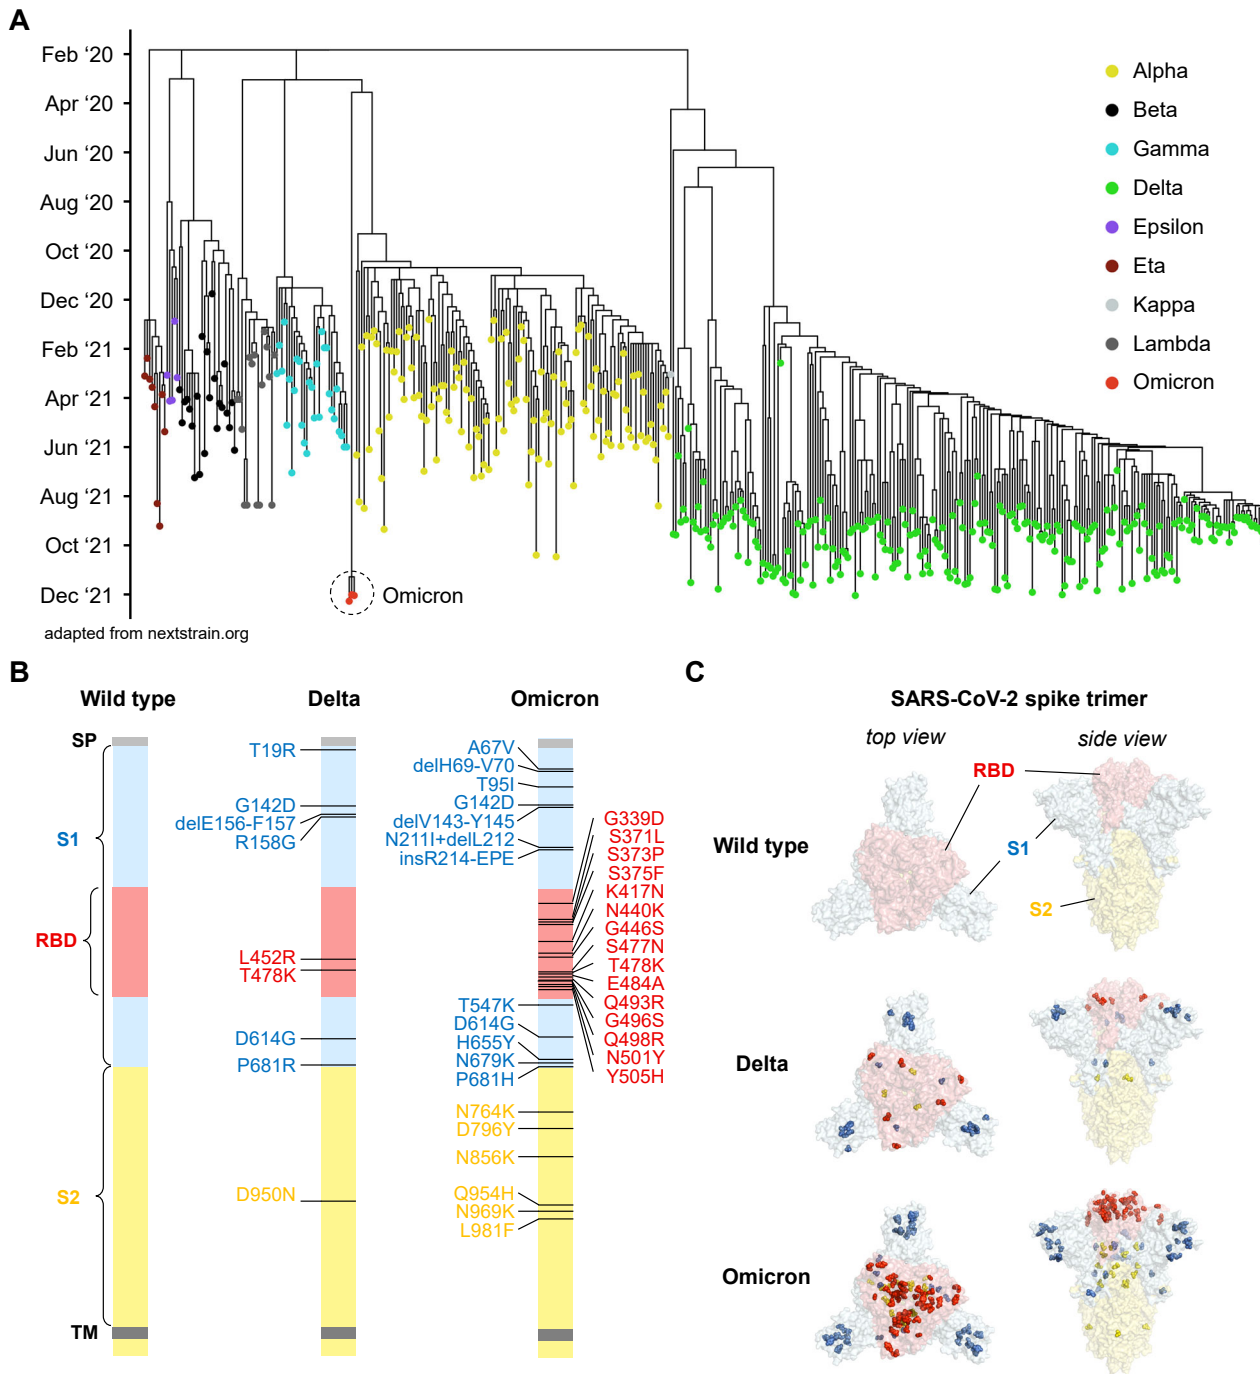 A
Feb ‘20
Apr ‘20
Jun ‘20
Aug ‘20
Oct ‘20
Dec ‘20
Feb ‘21
Apr ‘21
Jun ‘21
Aug ‘21
Oct ‘21
Dec ‘21
Alpha
Beta
Gamma
Delta
Epsilon
Eta
Kappa
Lambda
Omicron
Omicron
adapted from nextstrain.org
B
Wild type
Delta
Omicron
SP
S1
RBD
S2
TM
T19R
G142D
delE156-F157
R158G
L452R
T478K
D614G
P681R
D950N
A67V
delH69-V70
T95I
G142D
delV143-Y145
N211I+delL212
insR214-EPE
G339D
S371L
S373P
S375F
K417N
N440K
G446S
S477N
T478K
E484A
Q493R
G496S
Q498R
N501Y
Y505H
T547K
D614G
H655Y
N679K
P681H
N764K
D796Y
N856K
Q954H
N969K
L981F
C
SARS-CoV-2 spike trimer
top view
side view
RBD
S1
S2
Wild type
Delta
Omicron